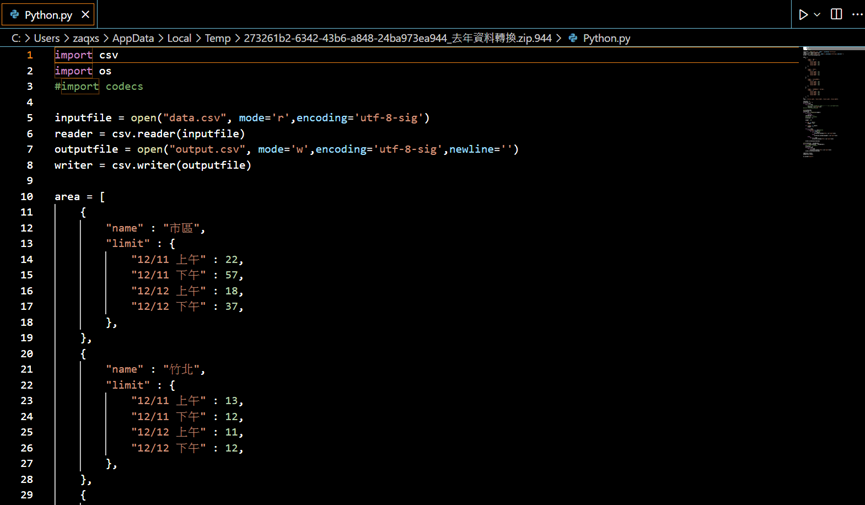 Python.py
C: > Users > zaqxs > AppData > Local > Temp > 273261b2-6342-43b6-a848-24ba973ea944_去年資料轉換.zip.944 > Python.py
1 import csv
2 import os
3 #import codecs
4
5 inputfile = open("data.csv", mode='r',encoding='utf-8-sig')
6 reader = csv.reader(inputfile)
7 outputfile = open("output.csv", mode='w',encoding='utf-8-sig',newline='')
8 writer = csv.writer(outputfile)
9
10 area = [
11 {
12 "name" : "市區",
13 "limit" : {
14 "12/11 上午" : 22,
15 "12/11 下午" : 57,
16 "12/12 上午" : 18,
17 "12/12 下午" : 37,
18 },
19 },
20 {
21 "name" : "竹北",
22 "limit" : {
23 "12/11 上午" : 13,
24 "12/11 下午" : 12,
25 "12/12 上午" : 11,
26 "12/12 下午" : 12,
27 },
28 },
29 {